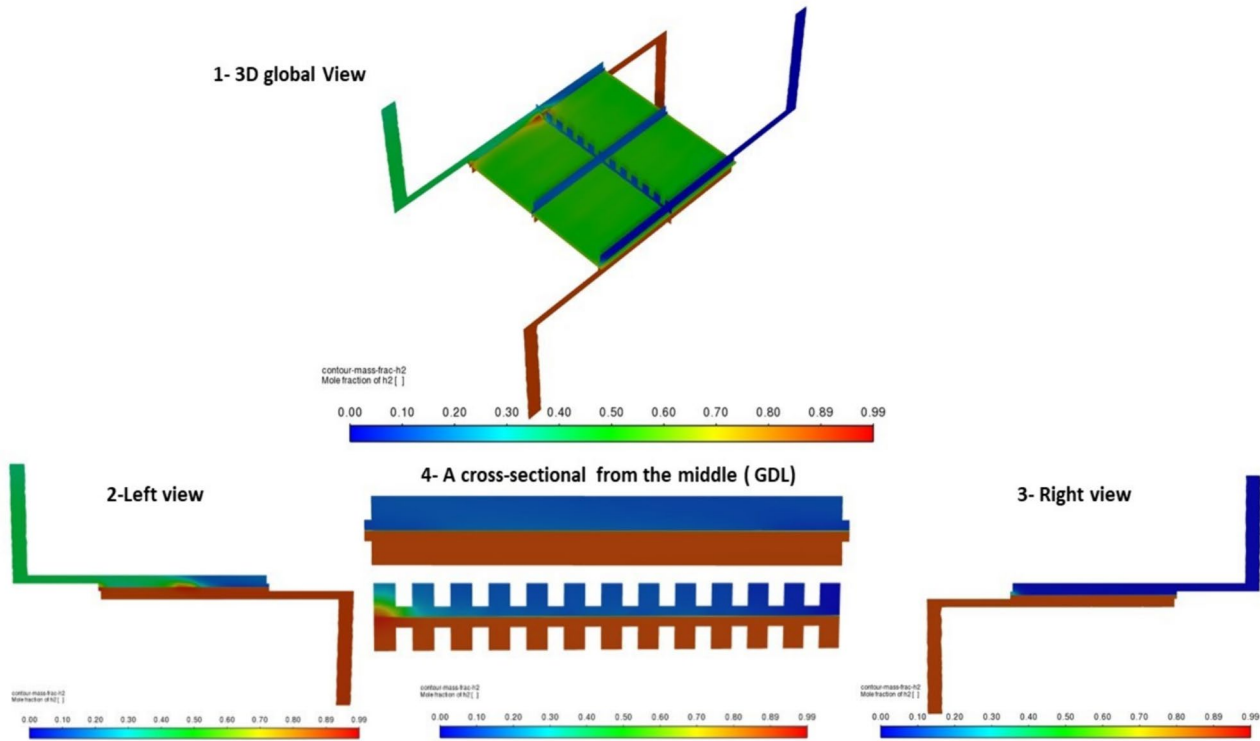 1- 3D global View
contour-mass-frac-h2
Mole fraction of h2 [ ]
0.00 0.10 0.20 0.30 0.40 0.50 0.60 0.70 0.80 0.89 0.99
2-Left view
4- A cross-sectional from the middle ( GDL)
3- Right view
contour-mass-frac-h2
Mole fraction of h2 [ ]
0.00 0.10 0.20 0.30 0.40 0.50 0.60 0.70 0.80 0.89 0.99
contour-mass-frac-h2
Mole fraction of h2 [ ]
0.00 0.10 0.20 0.30 0.40 0.50 0.60 0.70 0.80 0.89 0.99
contour-mass-frac-h2
Mole fraction of h2 [ ]
0.00 0.10 0.20 0.30 0.40 0.50 0.60 0.70 0.80 0.89 0.99